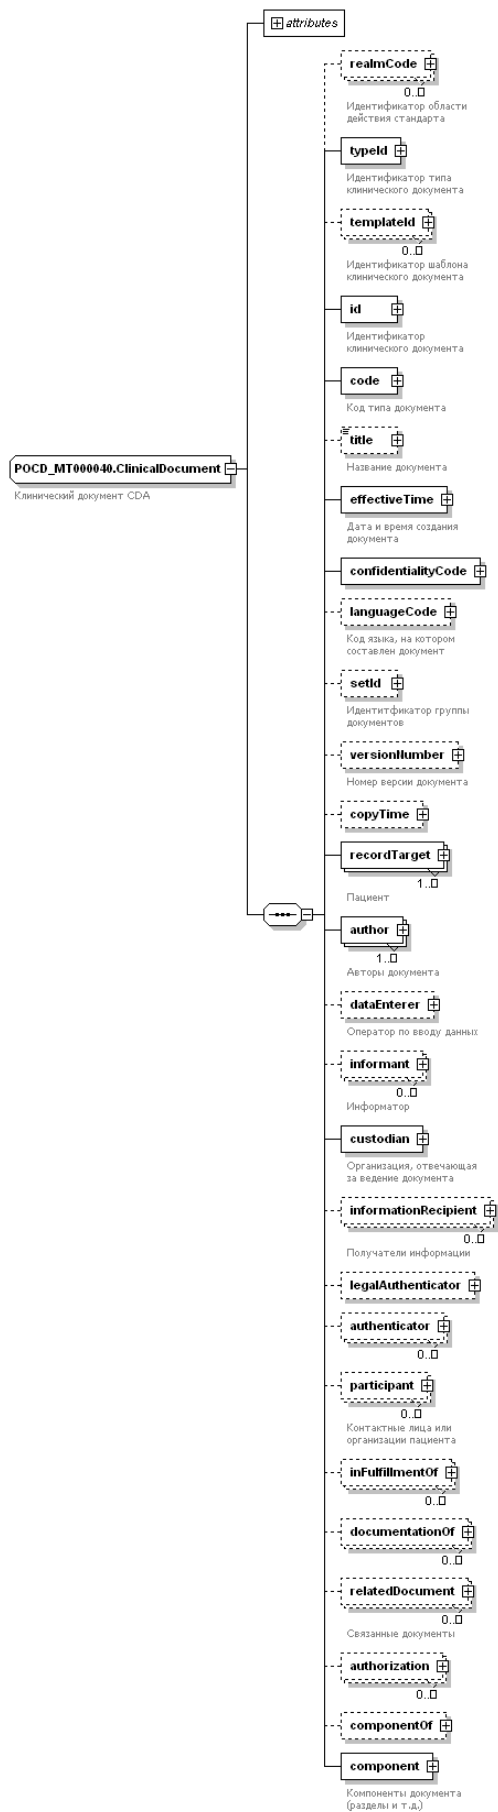 attributes
realmCode
0..□
Идентификатор области
действия стандарта
typeId
Идентификатор типа
клинического документа
templateId
0..□
Идентификатор шаблона
клинического документа
id
Идентификатор
клинического документа
code
Код типа документа
title
Название документа
POCD_MT000040.ClinicalDocument
Клинический документ CDA
effectiveTime
Дата и время создания
документа
confidentialityCode
languageCode
Код языка, на котором
составлен документ
setId
Идентитфикатор группы
документов
versionNumber
Номер версии документа
copyTime
recordTarget
1..□
Пациент
author
1..□
Авторы документа
dataEnterer
Оператор по вводу данных
informant
0..□
Информатор
custodian
Организация, отвечающая
за ведение документа
informationRecipient
0..□
Получатели информации
legalAuthenticator
authenticator
0..□
participant
0..□
Контактные лица или
организации пациента
inFulfillmentOf
0..□
documentationOf
0..□
relatedDocument
0..□
Связанные документы
authorization
0..□
componentOf
component
Компоненты документа
(разделы и т.д.)